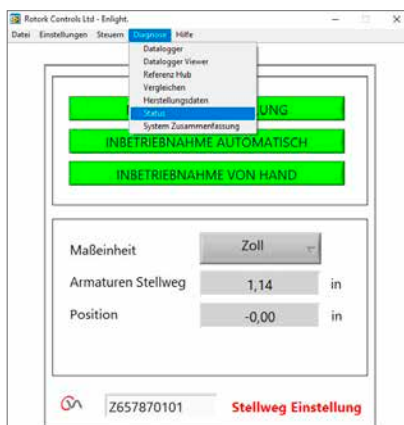 Rotork Controls Ltd - Enlight.
Datei Einstellungen Steuern Diagnose Hilfe
Datalogger
Datalogger Viewer
Referenz Hub
Vergleichen
Herstellungsdaten
Status
System Zusammenfassung
UNG
INBETRIEBNAHME AUTOMATISCH
INBETRIEBNAHME VON HAND
Maßeinheit Zoll
Armaturen Stellweg 1,14 in
Position -0,00 in
Z657870101 Stellweg Einstellung